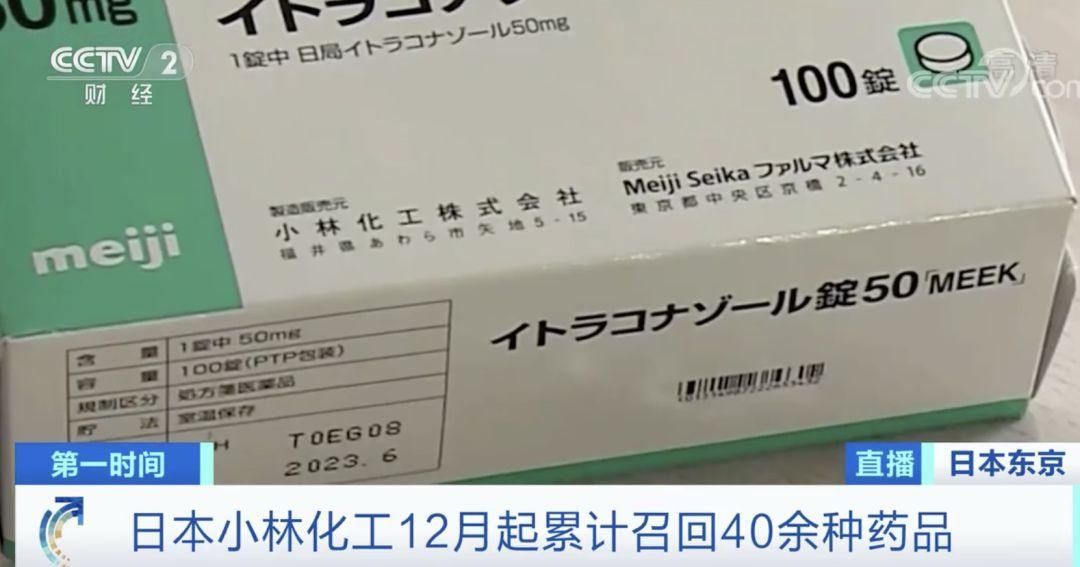 50mg
1錠中 日局イトラコナゾール50mg
100錠
CCTV 2
财经
CCTV.com
高清
製造販売元
小林化工株式会社
福井県あわら市矢地5-15
販売元
Meiji Seika ファルマ株式会社
東京都中央区京橋 2-4-16
meiji
イトラコナゾール錠50「MEEK」
含量 1錠中 50mg
容量 100錠(PTP包装)
規制区分 処方箋医薬品
貯法 室温保存
T0EG08
2023.6
第一时间
直播 日本东京
日本小林化工12月起累计召回40余种药品